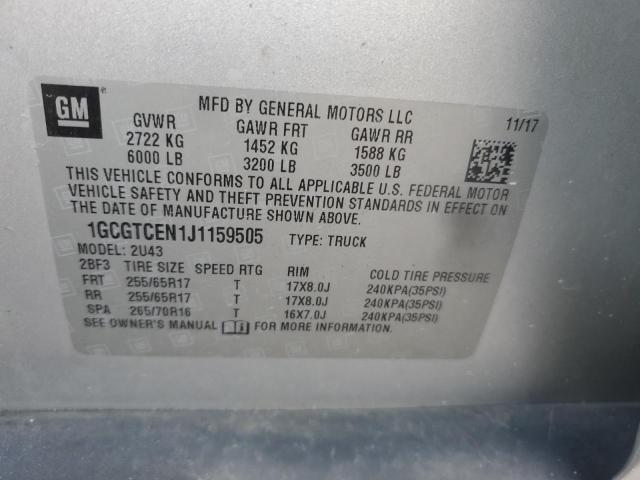 GM
MFD BY GENERAL MOTORS LLC
GVWR GAWR FRT GAWR RR 11/17
2722 KG 1452 KG 1588 KG
6000 LB 3200 LB 3500 LB
THIS VEHICLE CONFORMS TO ALL APPLICABLE U.S. FEDERAL MOTOR
VEHICLE SAFETY AND THEFT PREVENTION STANDARDS IN EFFECT ON
THE DATE OF MANUFACTURE SHOWN ABOVE.
1GCGTCEN1J1159505 TYPE: TRUCK
MODEL: 2U43
2BF3 TIRE SIZE SPEED RTG RIM COLD TIRE PRESSURE
FRT 255/65R17 T 17X8.0J 240KPA(35PSI)
RR 255/65R17 T 17X8.0J 240KPA(35PSI)
SPA 265/70R16 T 16X7.0J 240KPA(35PSI)
SEE OWNER'S MANUAL FOR MORE INFORMATION.